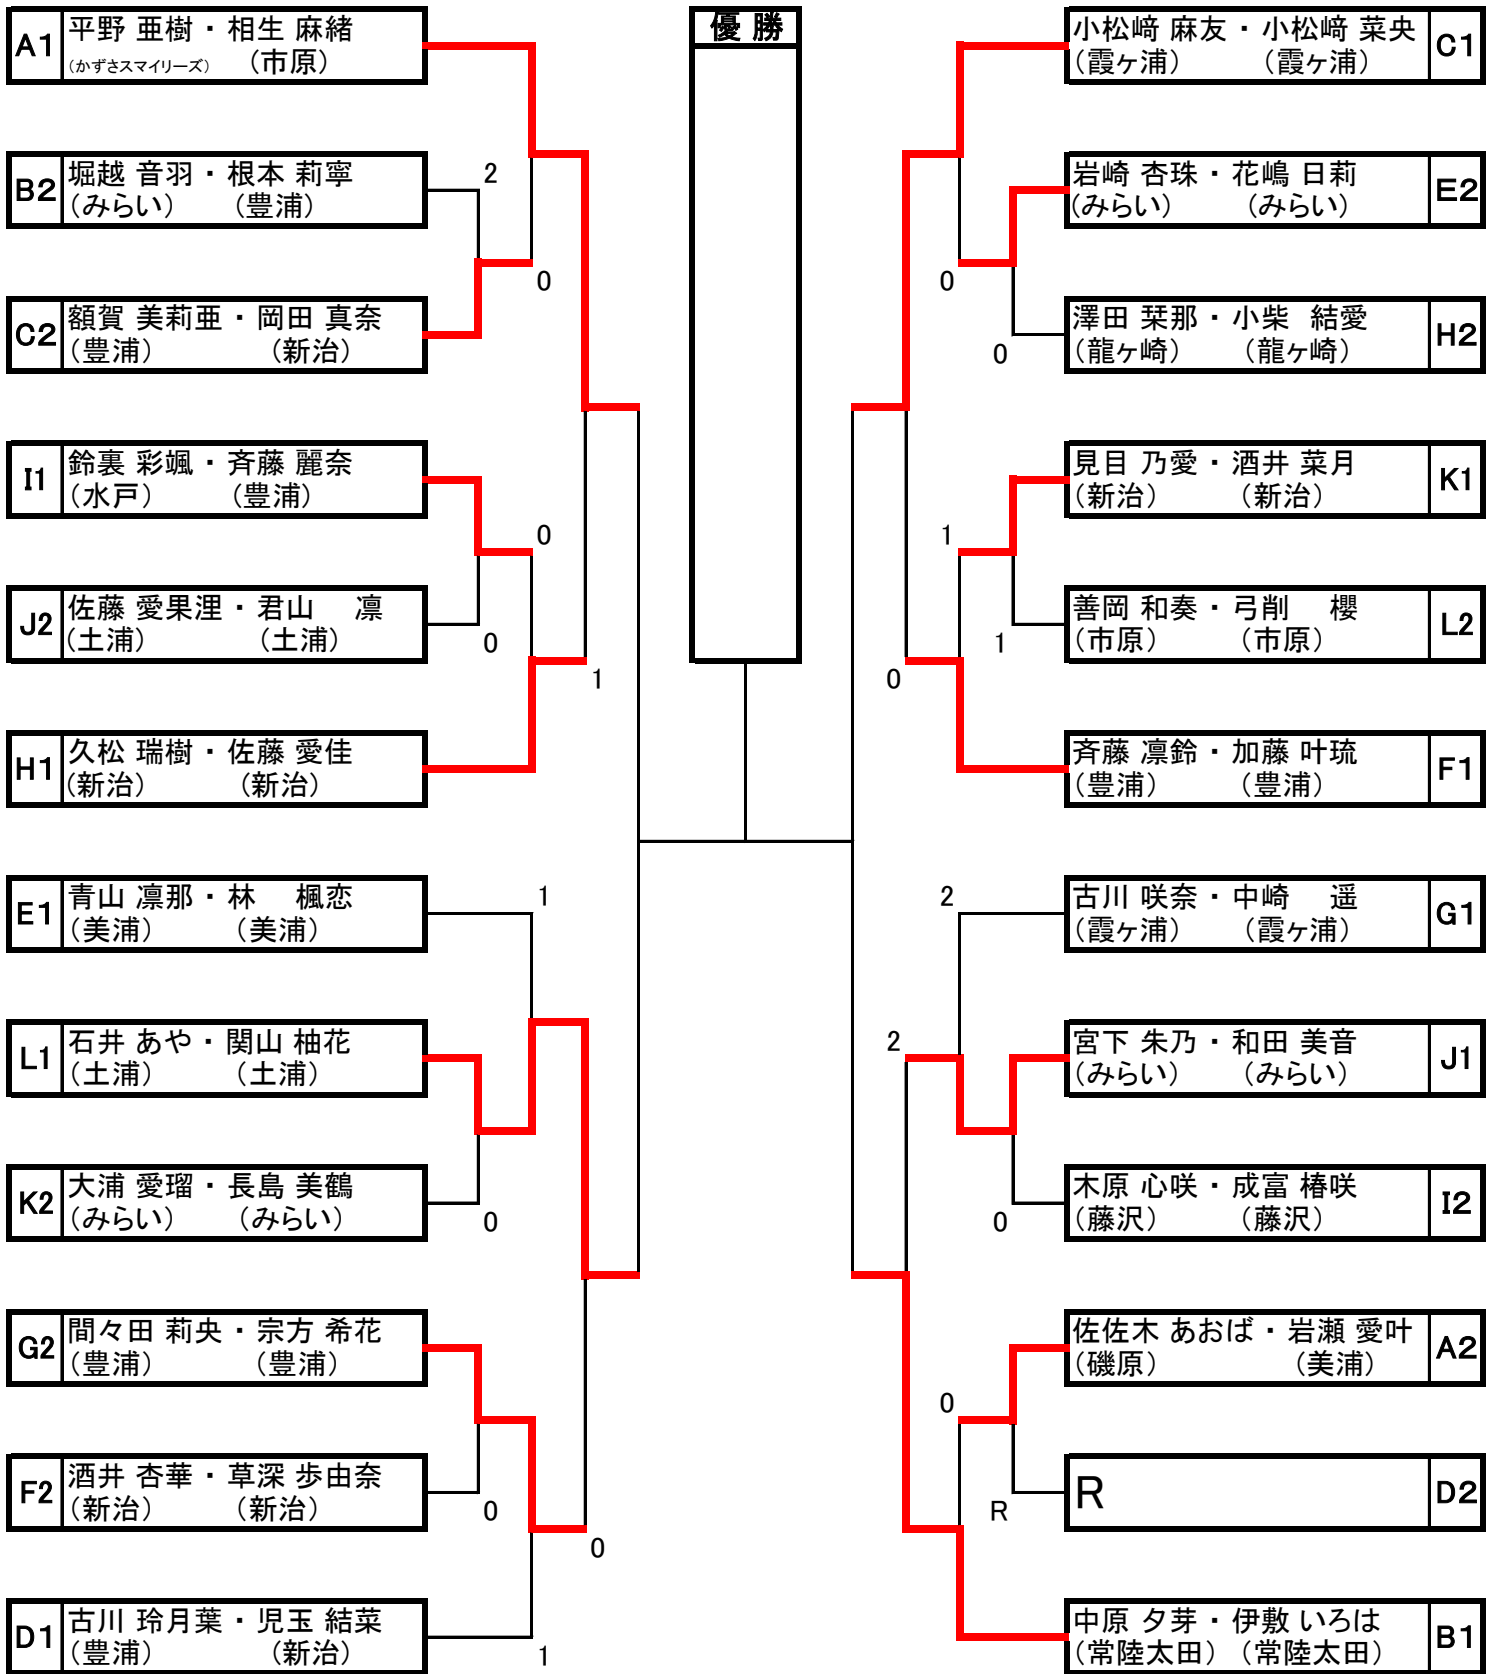 優勝
A1
平野 亜樹・相生 麻緒
(かずさスマイリーズ) (市原)
B2
堀越 音羽・根本 莉寧
(みらい) (豊浦)
2
C2
額賀 美莉亜・岡田 真奈
(豊浦) (新治)
0
I1
鈴裏 彩颯・斉藤 麗奈
(水戸) (豊浦)
0
J2
佐藤 愛果浬・君山 凛
(土浦) (土浦)
0
1
H1
久松 瑞樹・佐藤 愛佳
(新治) (新治)
E1
青山 凛那・林 楓恋
(美浦) (美浦)
1
L1
石井 あや・関山 柚花
(土浦) (土浦)
K2
大浦 愛瑠・長島 美鶴
(みらい) (みらい)
0
G2
間々田 莉央・宗方 希花
(豊浦) (豊浦)
F2
酒井 杏華・草深 歩由奈
(新治) (新治)
0
0
D1
古川 玲月葉・児玉 結菜
(豊浦) (新治)
1
小松﨑 麻友・小松﨑 菜央
(霞ヶ浦) (霞ヶ浦)
C1
岩崎 杏珠・花嶋 日莉
(みらい) (みらい)
E2
0
澤田 栞那・小柴 結愛
(龍ヶ崎) (龍ヶ崎)
H2
0
見目 乃愛・酒井 菜月
(新治) (新治)
K1
1
善岡 和奏・弓削 櫻
(市原) (市原)
L2
1
0
斉藤 凛鈴・加藤 叶琉
(豊浦) (豊浦)
F1
2
古川 咲奈・中崎 遥
(霞ヶ浦) (霞ヶ浦)
G1
2
宮下 朱乃・和田 美音
(みらい) (みらい)
J1
木原 心咲・成富 椿咲
(藤沢) (藤沢)
I2
0
佐佐木 あおば・岩瀬 愛叶
(磯原) (美浦)
A2
0
R
D2
R
中原 夕芽・伊敷 いろは
(常陸太田) (常陸太田)
B1